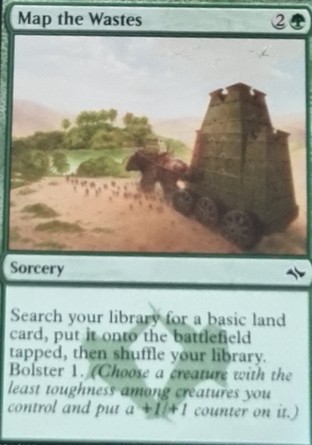 Map the Wastes 2
Sorcery
Search your library for a basic land
card, put it onto the battlefield
tapped, then shuffle your library.
Bolster 1. (Choose a creature with the
least toughness among creatures you
control and put a +1/+1 counter on it.)